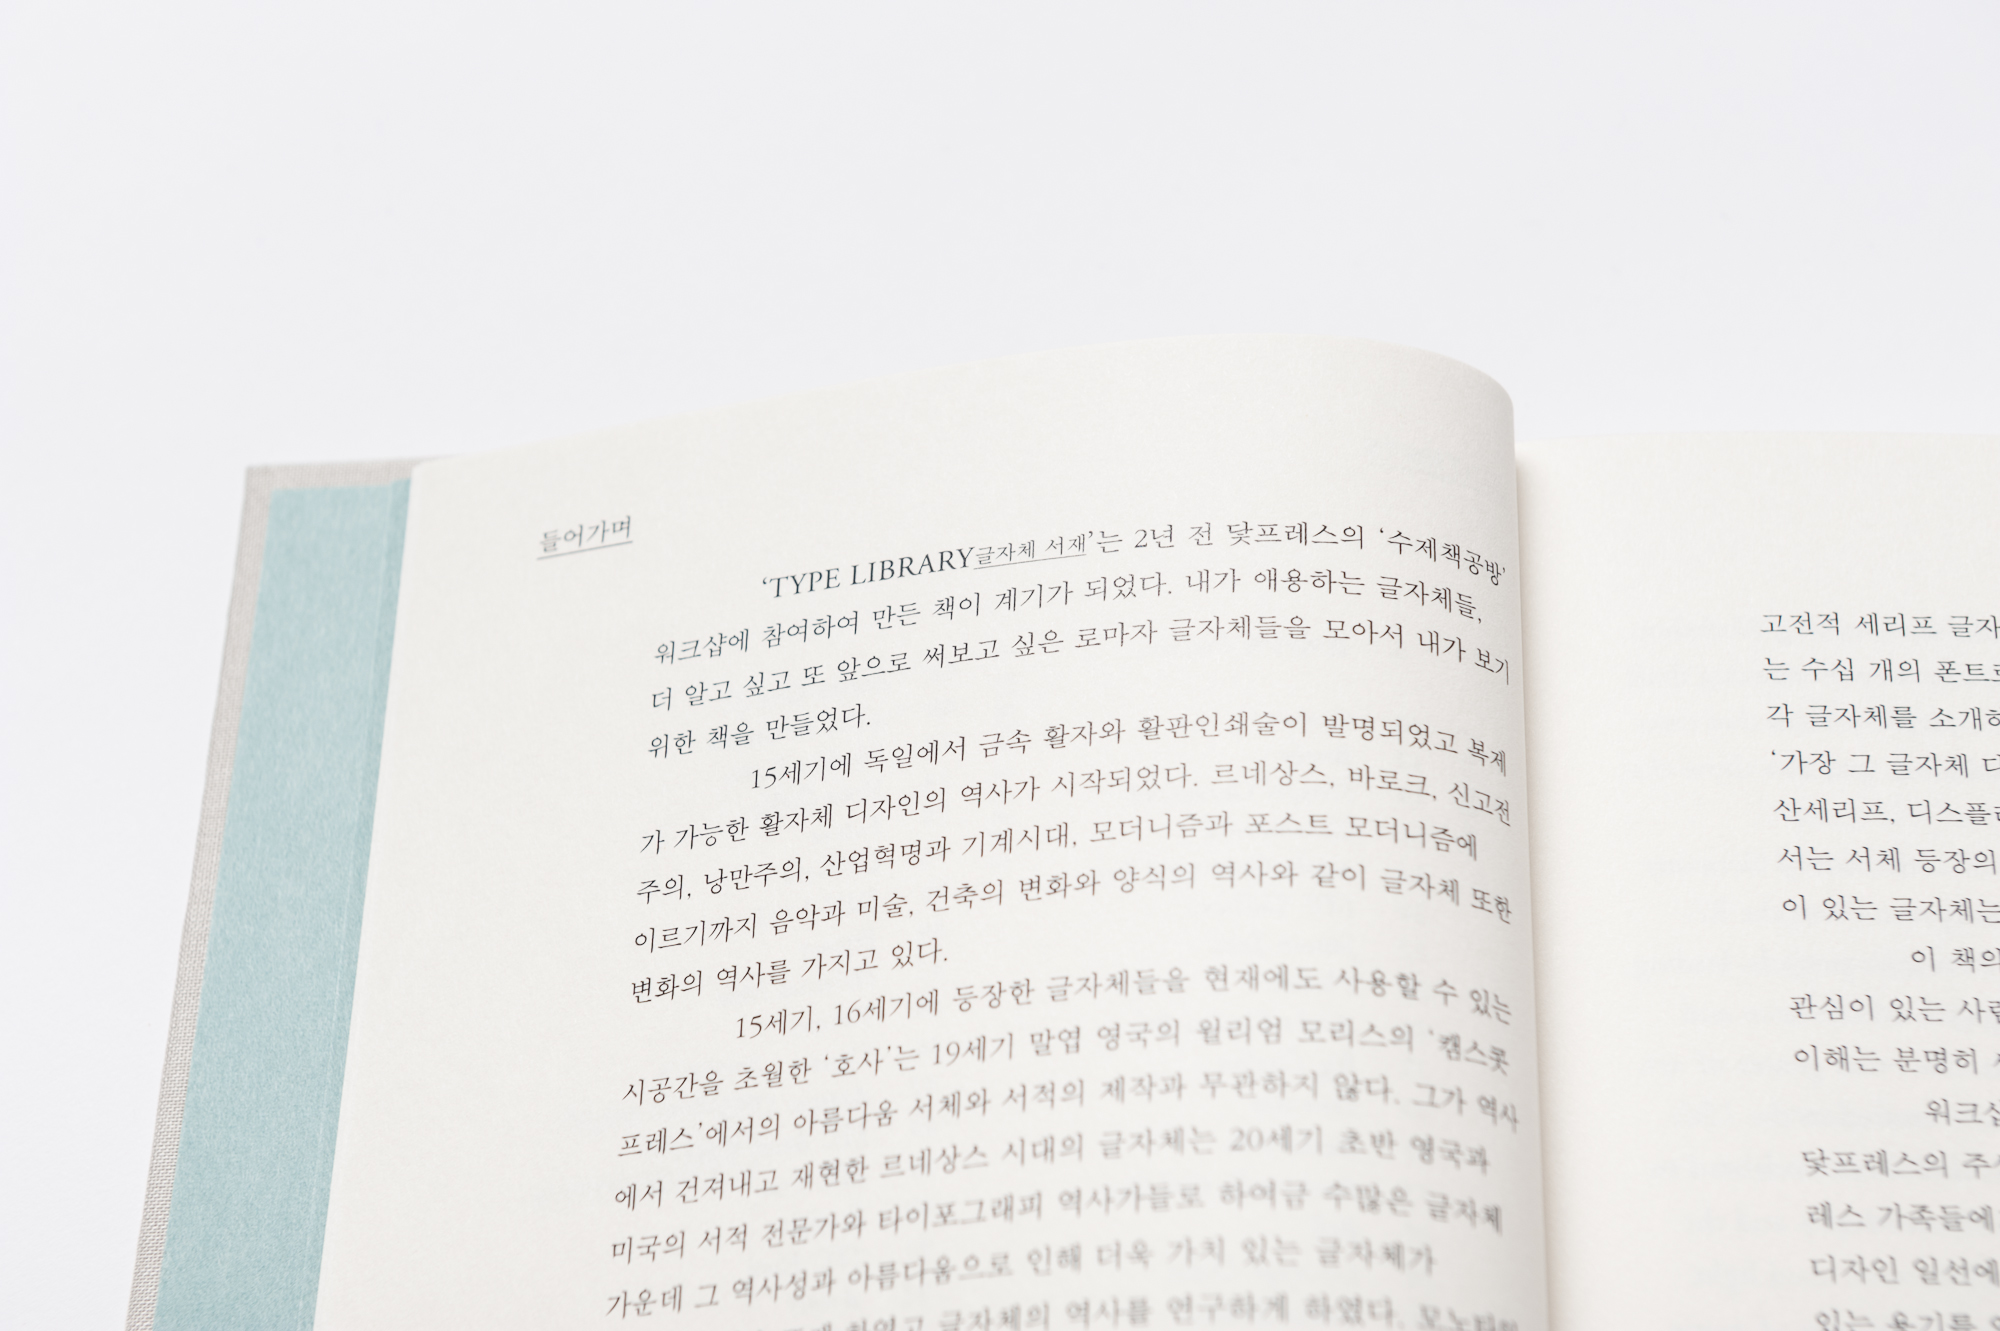 들어가며
‘TYPE LIBRARY글자체 서재’는 2년 전 닻프레스의 ‘수제책공방’
워크샵에 참여하여 만든 책이 계기가 되었다. 내가 애용하는 글자체들,
더 알고 싶고 또 앞으로 써보고 싶은 로마자 글자체들을 모아서 내가 보기
위한 책을 만들었다.
15세기에 독일에서 금속 활자와 활판인쇄술이 발명되었고 복제
가 가능한 활자체 디자인의 역사가 시작되었다. 르네상스, 바로크, 신고전
주의, 낭만주의, 산업혁명과 기계시대, 모더니즘과 포스트 모더니즘에
이르기까지 음악과 미술, 건축의 변화와 양식의 역사와 같이 글자체 또한
변화의 역사를 가지고 있다.
15세기, 16세기에 등장한 글자체들을 현재에도 사용할 수 있는
시공간을 초월한 ‘호사’는 19세기 말엽 영국의 윌리엄 모리스의 ‘캠스콧
프레스’에서의 아름다움 서체와 서적의 제작과 무관하지 않다. 그가 역사
에서 건져내고 재현한 르네상스 시대의 글자체는 20세기 초반 영국과
미국의 서적 전문가와 타이포그래피 역사가들로 하여금 수많은 글자체
가운데 그 역사성과 아름다움으로 인해 더욱 가치 있는 글자체가
하였고 글자체의 역사를 연구하게 하였다.
고전적 세리프 글자
는 수십 개의 폰트로
각 글자체를 소개하
‘가장 그 글자체 다
산세리프, 디스플레
서는 서체 등장의
이 있는 글자체는
이 책의
관심이 있는 사람
이해는 분명히
워크샵
닻프레스의 주
레스 가족들에
디자인 일선에
있는 용기를